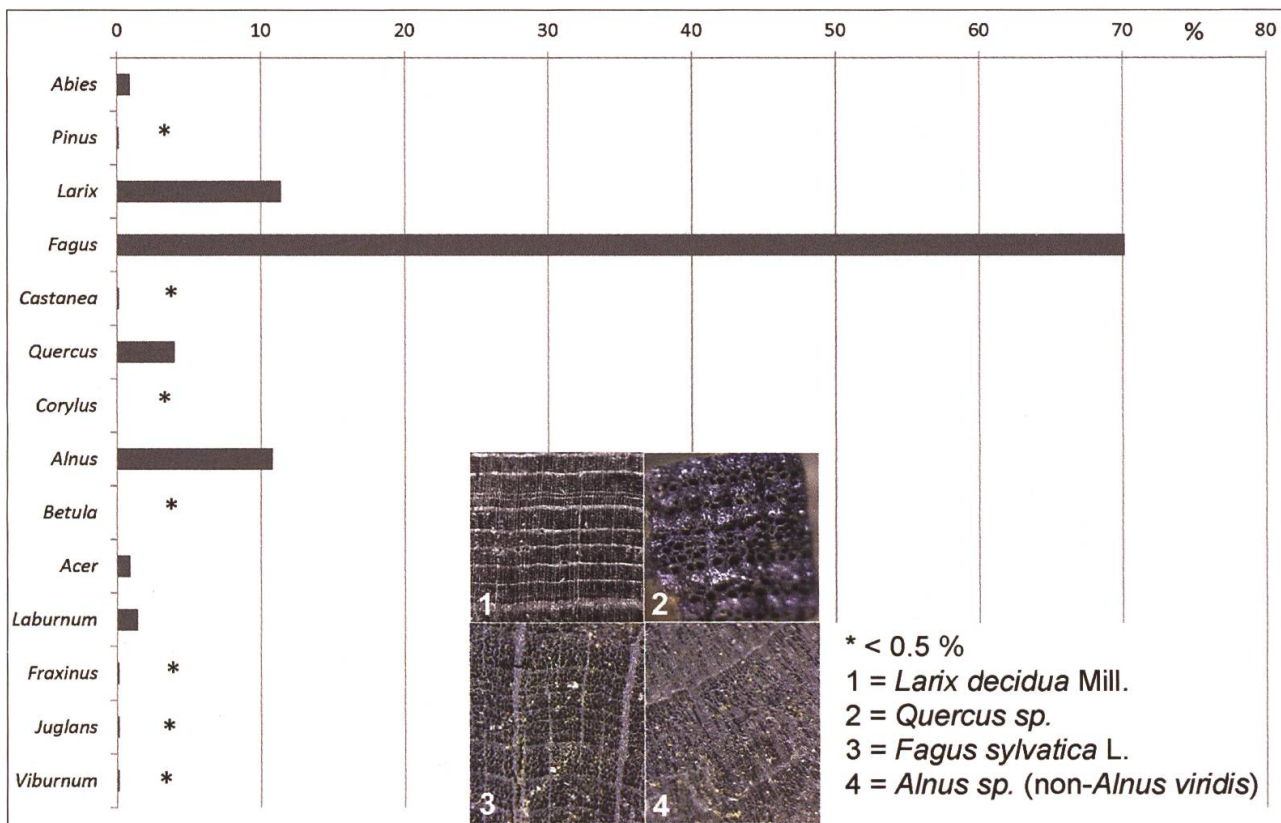 0 10 20 30 40 50 60 % 70 80
Abies
Pinus *
Larix
Fagus
Castanea *
Quercus
Corylus *
Alnus
Betula *
Acer
Laburnum
Fraxinus *
Juglans *
Viburnum *
1 2
3 4
* < 0.5 %
1 = Larix decidua Mill.
2 = Quercus sp.
3 = Fagus sylvatica L.
4 = Alnus sp. (non-Alnus viridis)